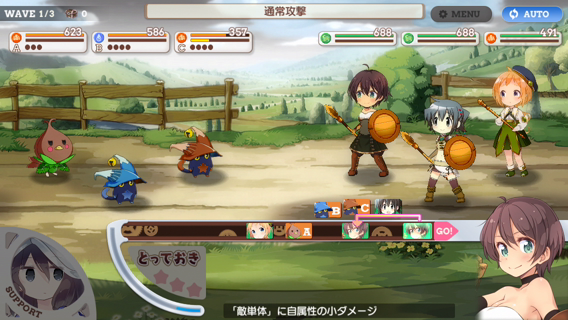 WAVE 1/3 0
通常攻撃
MENU
AUTO
623
586
357
688
688
491
A
B
C
B C
A
GO!
とっておき
SUPPORT
「敵単体」に自属性の小ダメージ